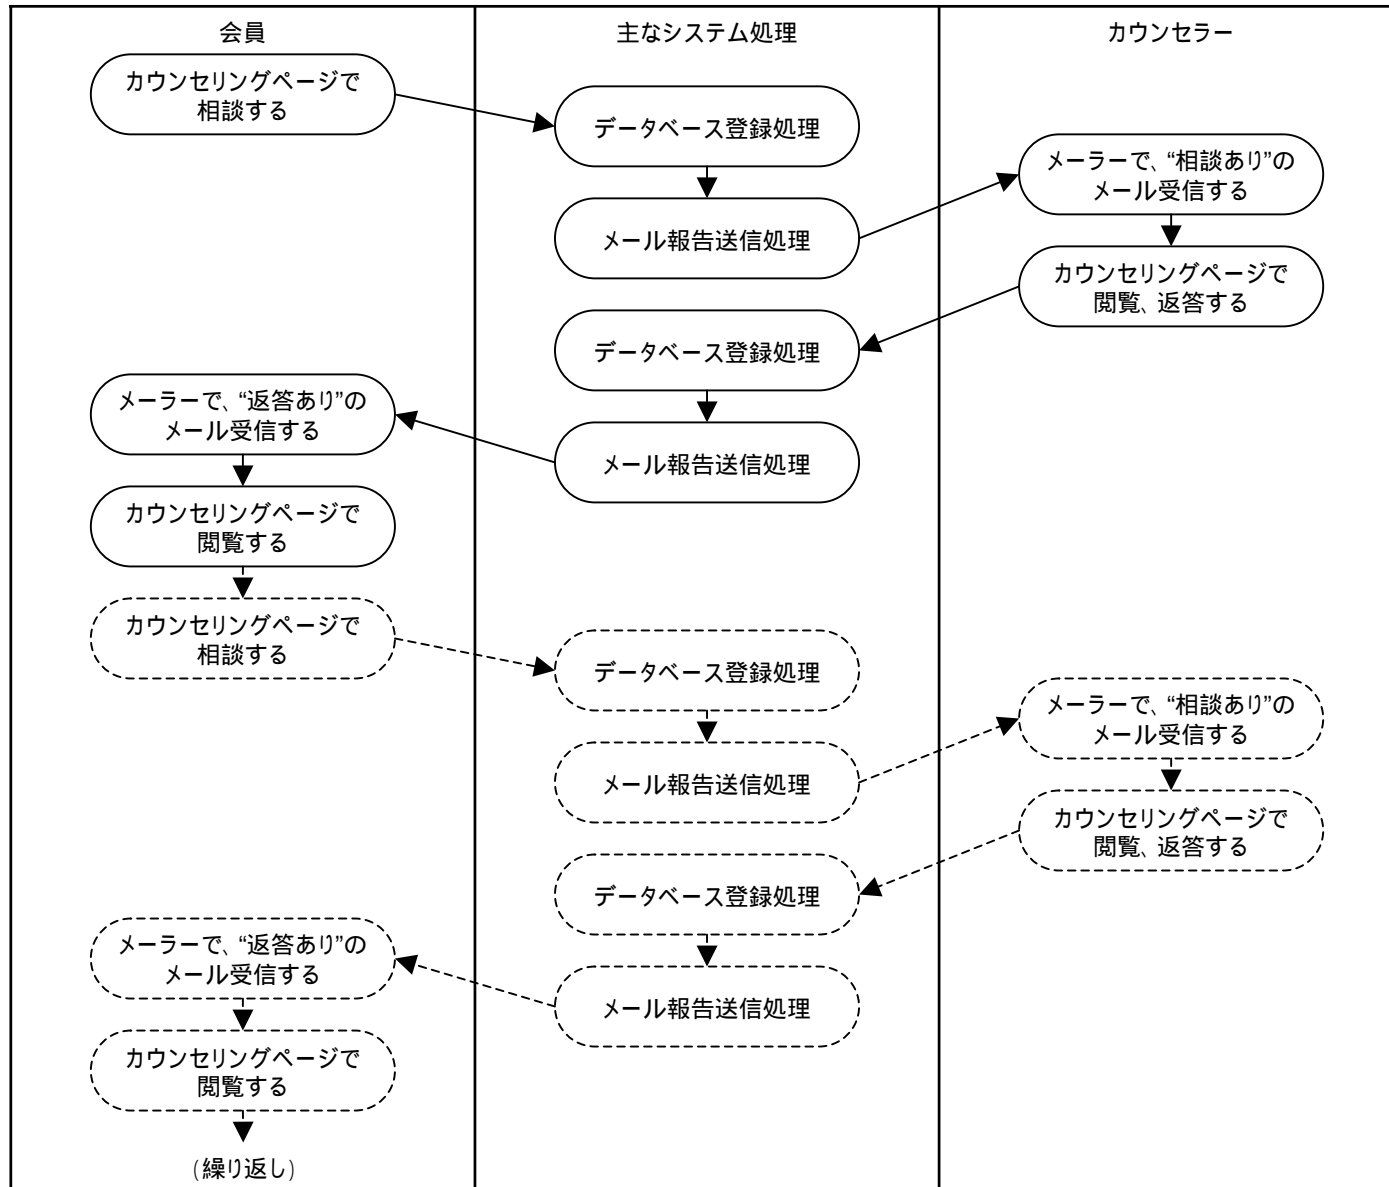 会員
主なシステム処理
カウンセラー
カウンセリングページで
相談する
データベース登録処理
メール報告送信処理
メーラーで、“相談あり”の
メール受信する
カウンセリングページで
閲覧、返答する
データベース登録処理
メール報告送信処理
メーラーで、“返答あり”の
メール受信する
カウンセリングページで
閲覧する
カウンセリングページで
相談する
データベース登録処理
メール報告送信処理
メーラーで、“相談あり”の
メール受信する
カウンセリングページで
閲覧、返答する
データベース登録処理
メール報告送信処理
メーラーで、“返答あり”の
メール受信する
カウンセリングページで
閲覧する
(繰り返し)